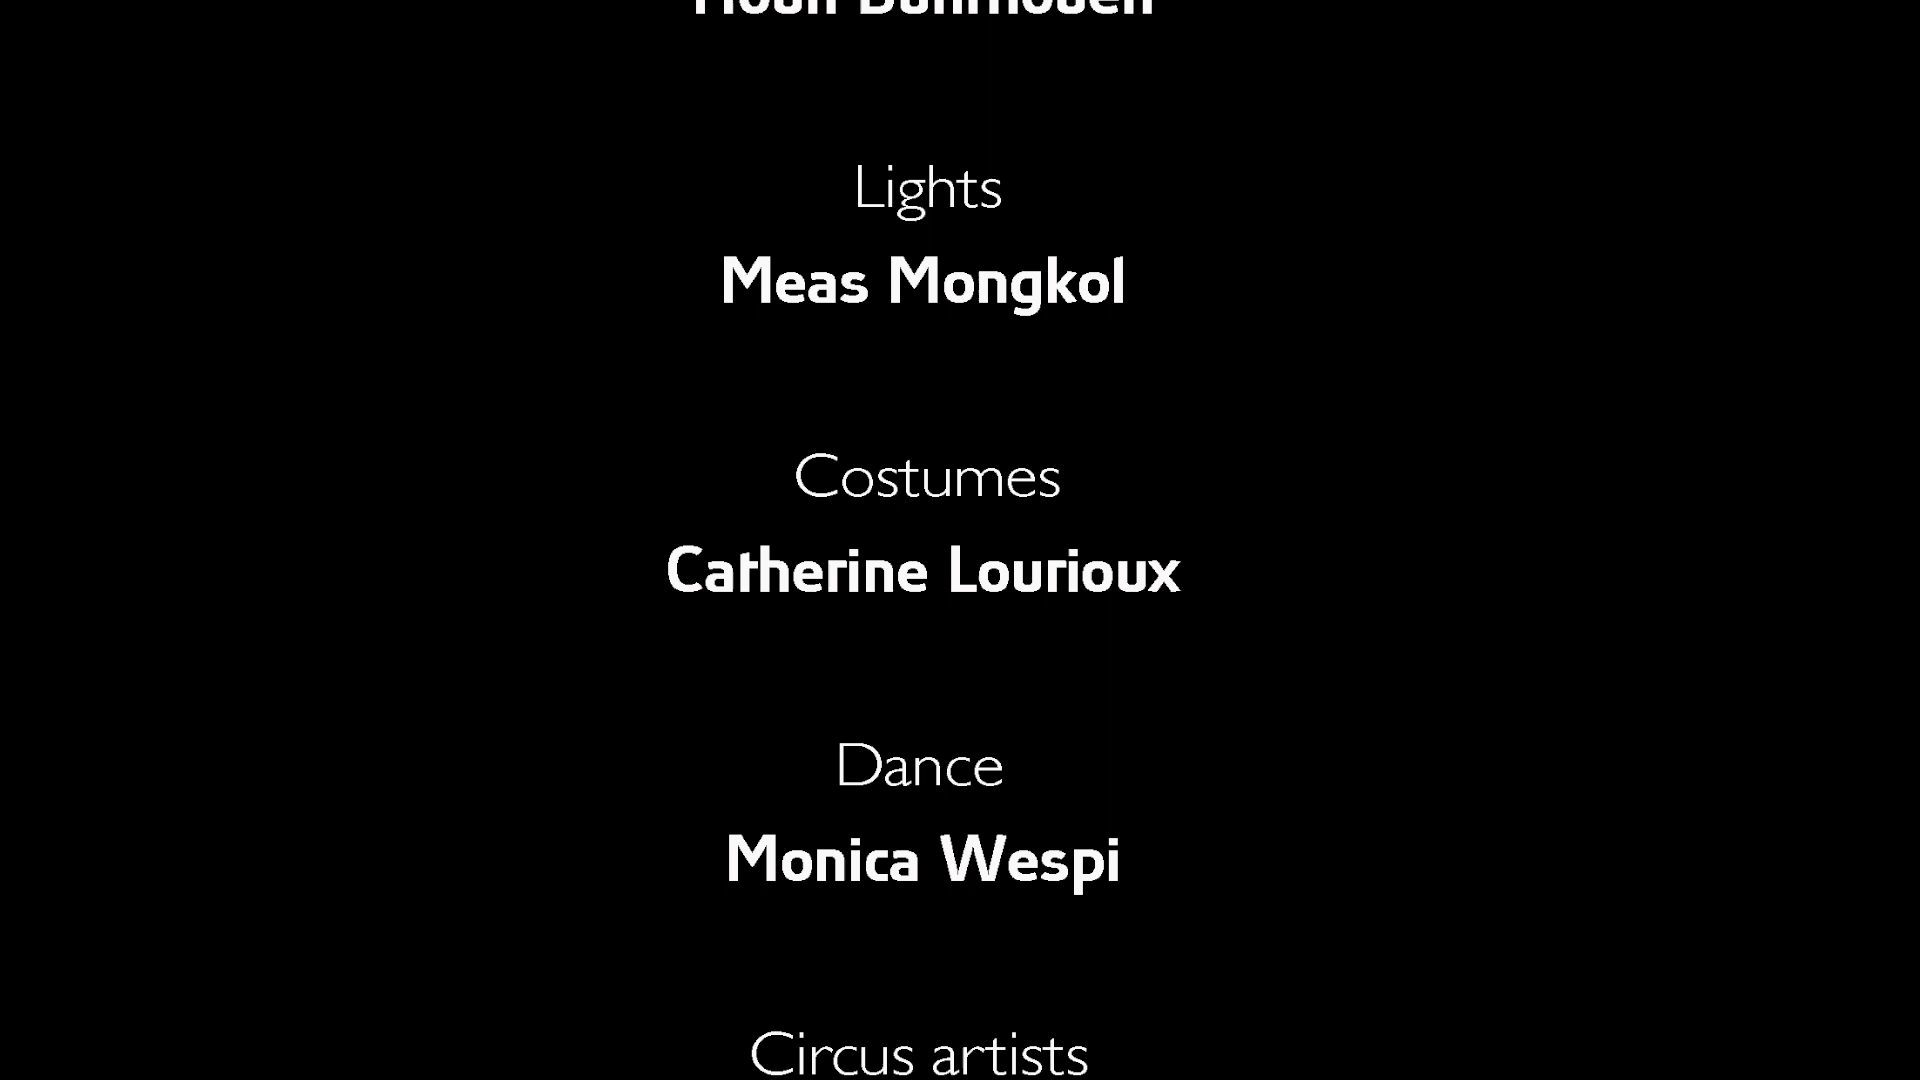 Lights
Meas Mongkol
Costumes
Catherine Lourioux
Dance
Monica Wespi
Circus artists